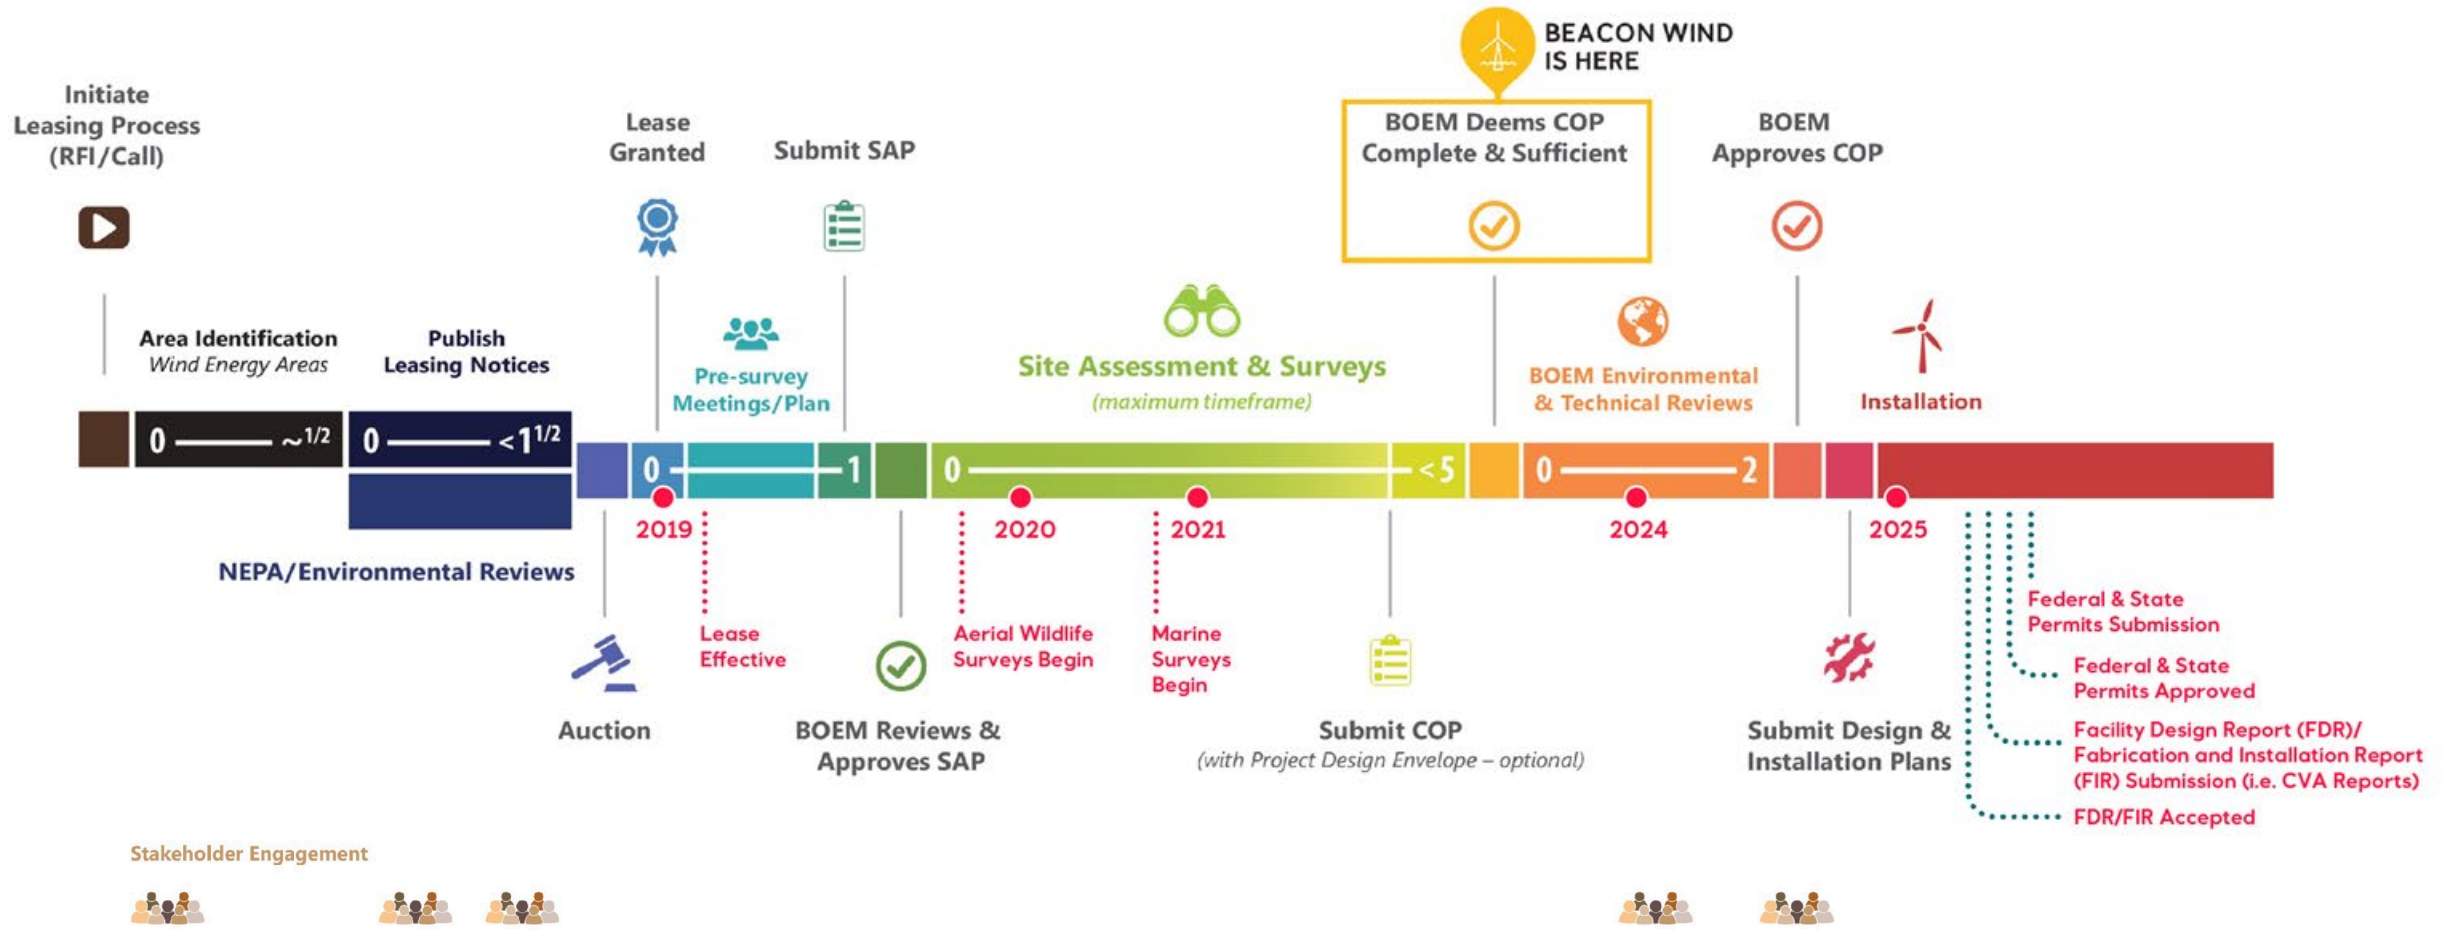 BEACON WIND
IS HERE
Initiate
Leasing Process
(RFI/Call)
Lease
Granted
Submit SAP
BOEM Deems COP
Complete & Sufficient
BOEM
Approves COP
Area Identification
Wind Energy Areas
Publish
Leasing Notices
Pre-survey
Meetings/Plan
Site Assessment & Surveys
(maximum timeframe)
BOEM Environmental
& Technical Reviews
Installation
0 ~1/2
0 <1 1/2
0 1
0 <5
0 2
2019
2020
2021
2024
2025
NEPA/Environmental Reviews
Auction
Lease
Effective
BOEM Reviews &
Approves SAP
Aerial Wildlife
Surveys Begin
Marine
Surveys
Begin
Submit COP
(with Project Design Envelope – optional)
Submit Design &
Installation Plans
Federal & State
Permits Submission
Federal & State
Permits Approved
Facility Design Report (FDR)/
Fabrication and Installation Report
(FIR) Submission (i.e. CVA Reports)
FDR/FIR Accepted
Stakeholder Engagement